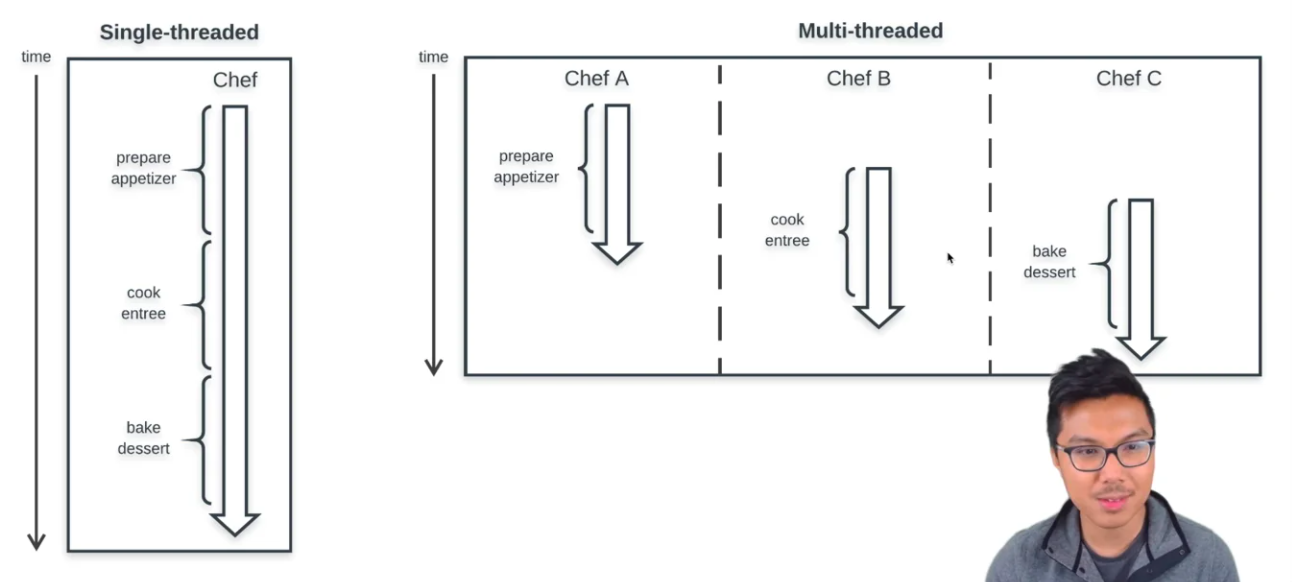 Single-threaded
time
Chef
prepare
appetizer
cook
entree
bake
dessert
Multi-threaded
time
Chef A
Chef B
Chef C
prepare
appetizer
cook
entree
bake
dessert